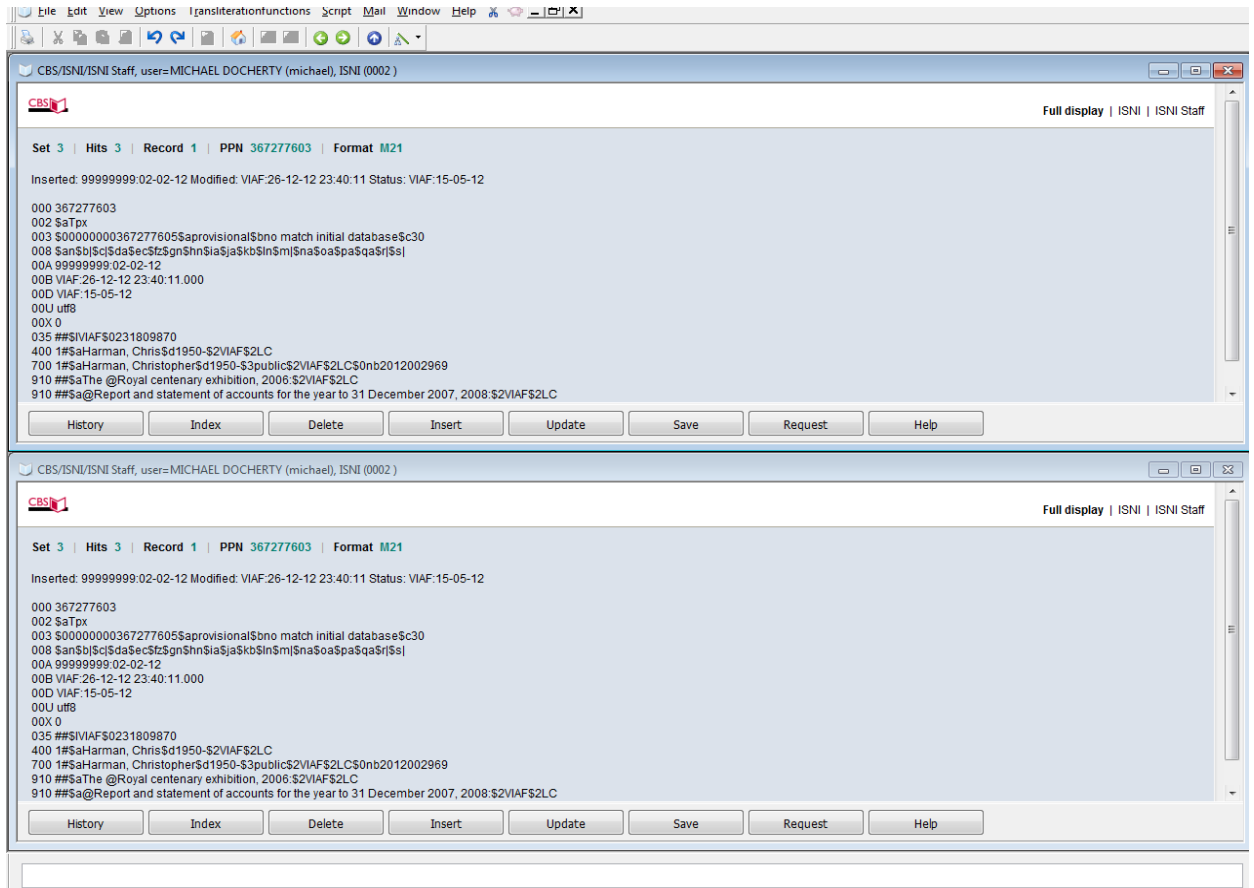 File Edit View Options Transliterationfunctions Script Mail Window Help
CBS/ISNI/ISNI Staff, user=MICHAEL DOCHERTY (michael), ISNI (0002 )
CBS
Full display | ISNI | ISNI Staff
Set 3 | Hits 3 | Record 1 | PPN 367277603 | Format M21
Inserted: 99999999:02-02-12 Modified: VIAF:26-12-12 23:40:11 Status: VIAF:15-05-12
000 367277603
002 $aTpx
003 $00000000367277605$aprovisional$bno match initial database$c30
008 $an$b|$c|$da$ec$fz$gn$hn$ia$ja$kb$ln$m|$na$oa$pa$qa$r|$s|
00A 99999999:02-02-12
00B VIAF:26-12-12 23:40:11.000
00D VIAF:15-05-12
00U utf8
00X 0
035 ##$IVIAF$0231809870
400 1#$aHarman, Chris$d1950-$2VIAF$2LC
700 1#$aHarman, Christopher$d1950-$3public$2VIAF$2LC$0nb2012002969
910 ##$aThe @Royal centenary exhibition, 2006:$2VIAF$2LC
910 ##$a@Report and statement of accounts for the year to 31 December 2007, 2008:$2VIAF$2LC
History Index Delete Insert Update Save Request Help
CBS/ISNI/ISNI Staff, user=MICHAEL DOCHERTY (michael), ISNI (0002 )
CBS
Full display | ISNI | ISNI Staff
Set 3 | Hits 3 | Record 1 | PPN 367277603 | Format M21
Inserted: 99999999:02-02-12 Modified: VIAF:26-12-12 23:40:11 Status: VIAF:15-05-12
000 367277603
002 $aTpx
003 $00000000367277605$aprovisional$bno match initial database$c30
008 $an$b|$c|$da$ec$fz$gn$hn$ia$ja$kb$ln$m|$na$oa$pa$qa$r|$s|
00A 99999999:02-02-12
00B VIAF:26-12-12 23:40:11.000
00D VIAF:15-05-12
00U utf8
00X 0
035 ##$IVIAF$0231809870
400 1#$aHarman, Chris$d1950-$2VIAF$2LC
700 1#$aHarman, Christopher$d1950-$3public$2VIAF$2LC$0nb2012002969
910 ##$aThe @Royal centenary exhibition, 2006:$2VIAF$2LC
910 ##$a@Report and statement of accounts for the year to 31 December 2007, 2008:$2VIAF$2LC
History Index Delete Insert Update Save Request Help